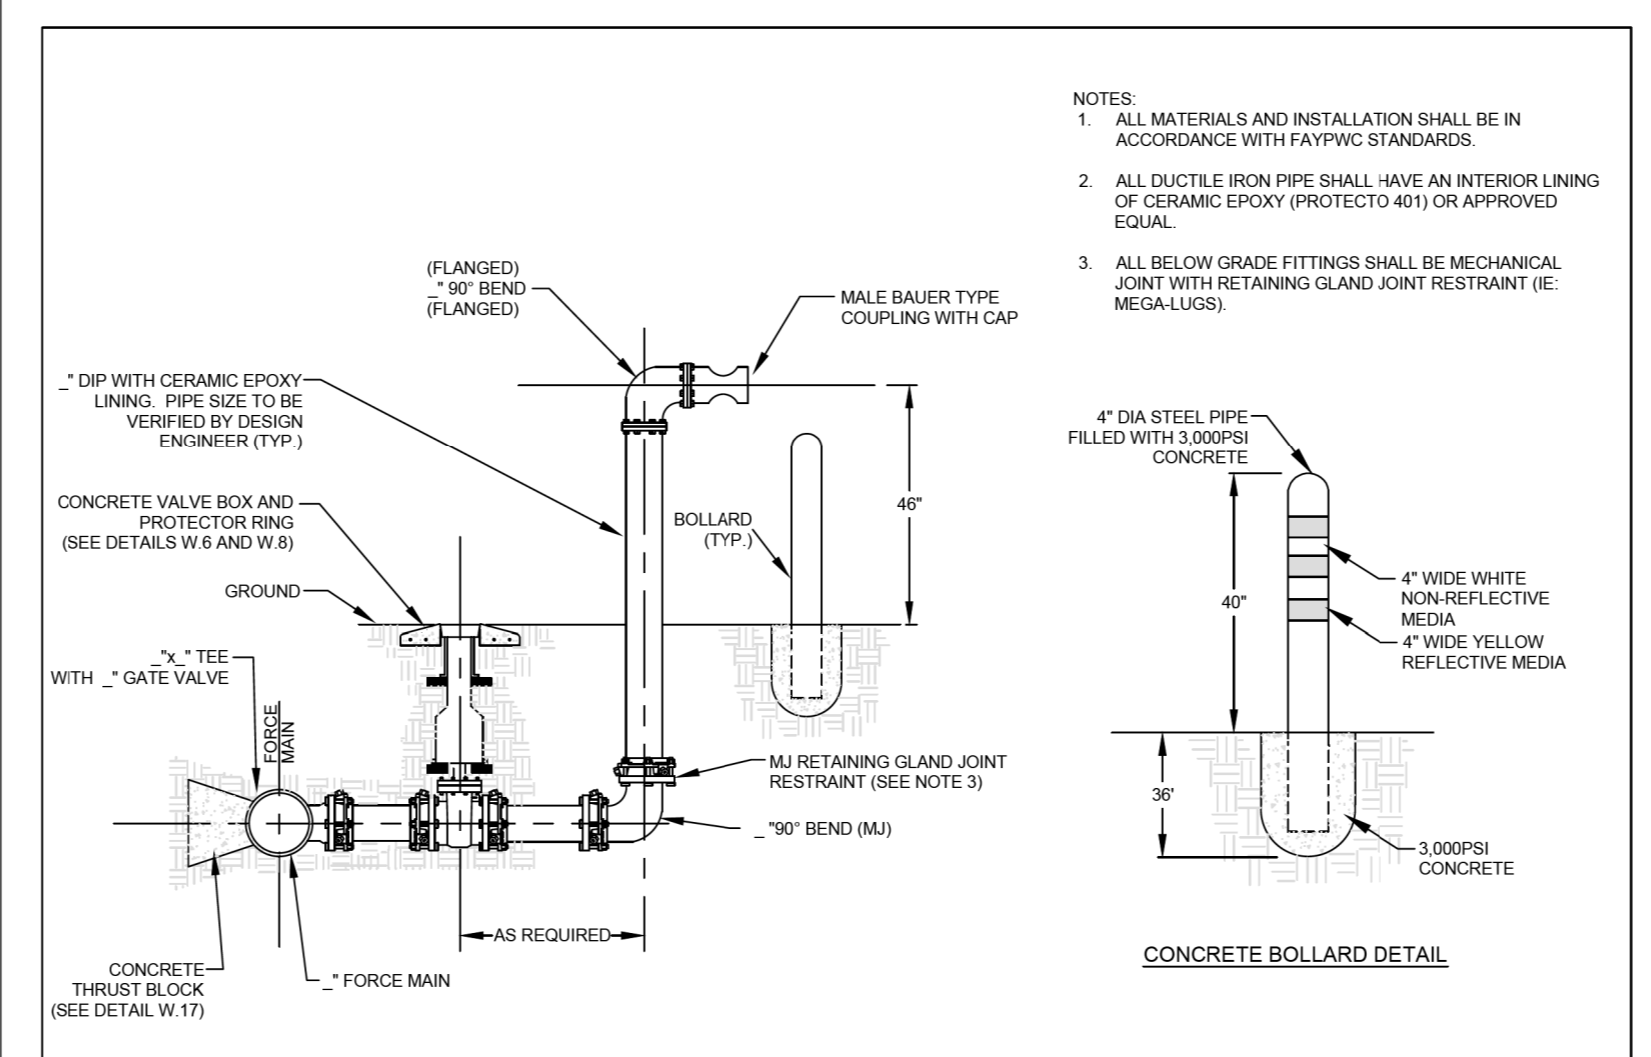 NOTES:
1. ALL MATERIALS AND INSTALLATION SHALL BE IN
ACCORDANCE WITH FAYPWC STANDARDS.
2. ALL DUCTILE IRON PIPE SHALL HAVE AN INTERIOR LINING
OF CERAMIC EPOXY (PROTECTO 401) OR APPROVED
EQUAL.
3. ALL BELOW GRADE FITTINGS SHALL BE MECHANICAL
JOINT WITH RETAINING GLAND JOINT RESTRAINT (IE:
MEGA-LUGS).
(FLANGED)
_" 90° BEND
(FLANGED)
MALE BAUER TYPE
COUPLING WITH CAP
_" DIP WITH CERAMIC EPOXY
LINING. PIPE SIZE TO BE
VERIFIED BY DESIGN
ENGINEER (TYP.)
CONCRETE VALVE BOX AND
PROTECTOR RING
(SEE DETAILS W.6 AND W.8)
GROUND
_"x_" TEE
WITH _" GATE VALVE
FORCE
MAIN
BOLLARD
(TYP.)
46"
MJ RETAINING GLAND JOINT
RESTRAINT (SEE NOTE 3)
_ "90° BEND (MJ)
AS REQUIRED
CONCRETE
THRUST BLOCK
(SEE DETAIL W.17)
_" FORCE MAIN
4" DIA STEEL PIPE
FILLED WITH 3,000PSI
CONCRETE
40"
4" WIDE WHITE
NON-REFLECTIVE
MEDIA
4" WIDE YELLOW
REFLECTIVE MEDIA
36'
3,000PSI
CONCRETE
CONCRETE BOLLARD DETAIL